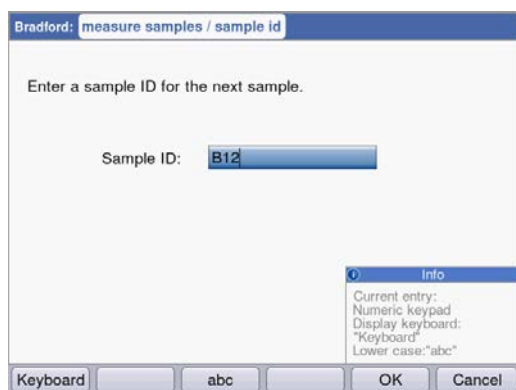 Bradford: measure samples / sample id
Enter a sample ID for the next sample.
Sample ID: B12
Info
Current entry:
Numeric keypad
Display keyboard:
"Keyboard"
Lower case:"abc"
Keyboard abc OK Cancel